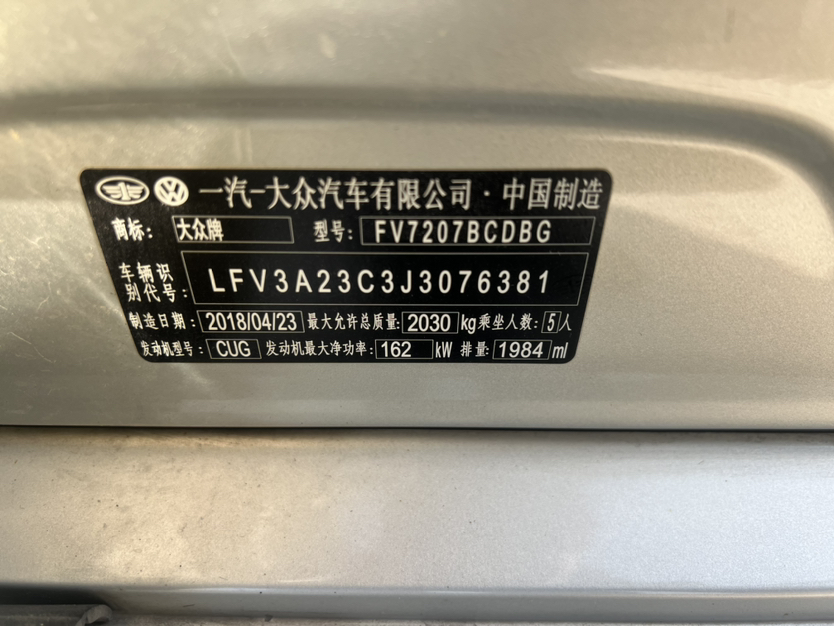 一汽-大众汽车有限公司·中国制造
商标: 大众牌 型号: FV7207BCDBG
车辆识别代号: LFV3A23C3J3076381
制造日期: 2018/04/23 最大允许总质量: 2030 kg 乘坐人数: 5 人
发动机型号: CUG 发动机最大净功率: 162 kW 排量: 1984 ml